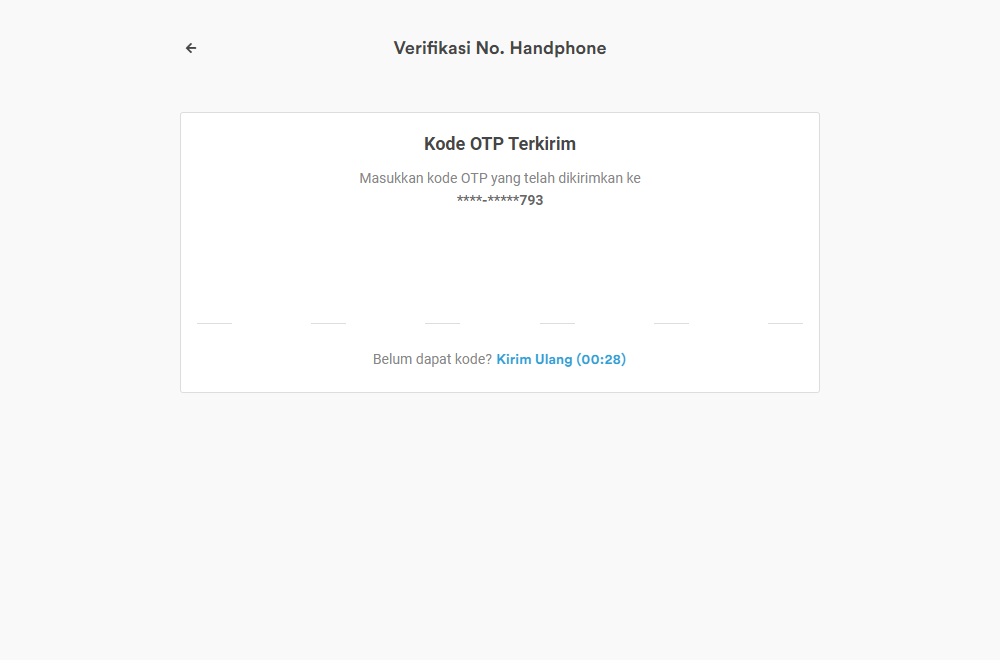 Verifikasi No. Handphone
Kode OTP Terkirim
Masukkan kode OTP yang telah dikirimkan ke
****-*****793
Belum dapat kode? Kirim Ulang (00:28)